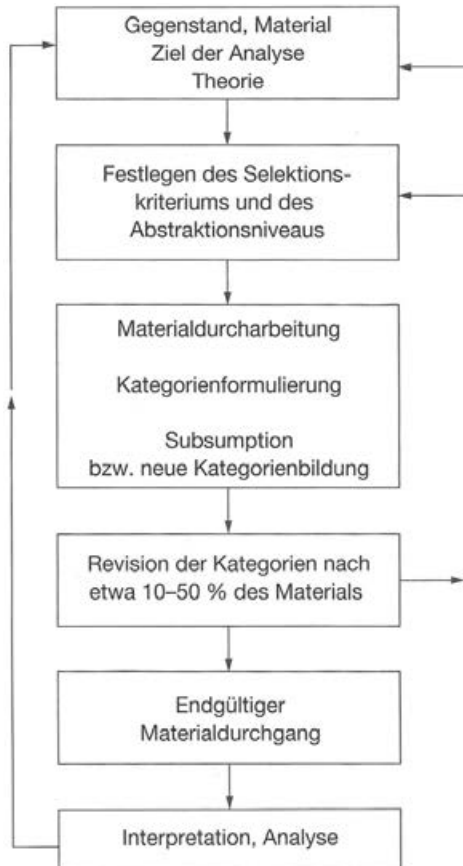 Gegenstand, Material
Ziel der Analyse
Theorie
Festlegen des Selektions-
kriteriums und des
Abstraktionsniveaus
Materialdurcharbeitung
Kategorienformulierung
Subsumption
bzw. neue Kategorienbildung
Revision der Kategorien nach
etwa 10–50 % des Materials
Endgültiger
Materialdurchgang
Interpretation, Analyse